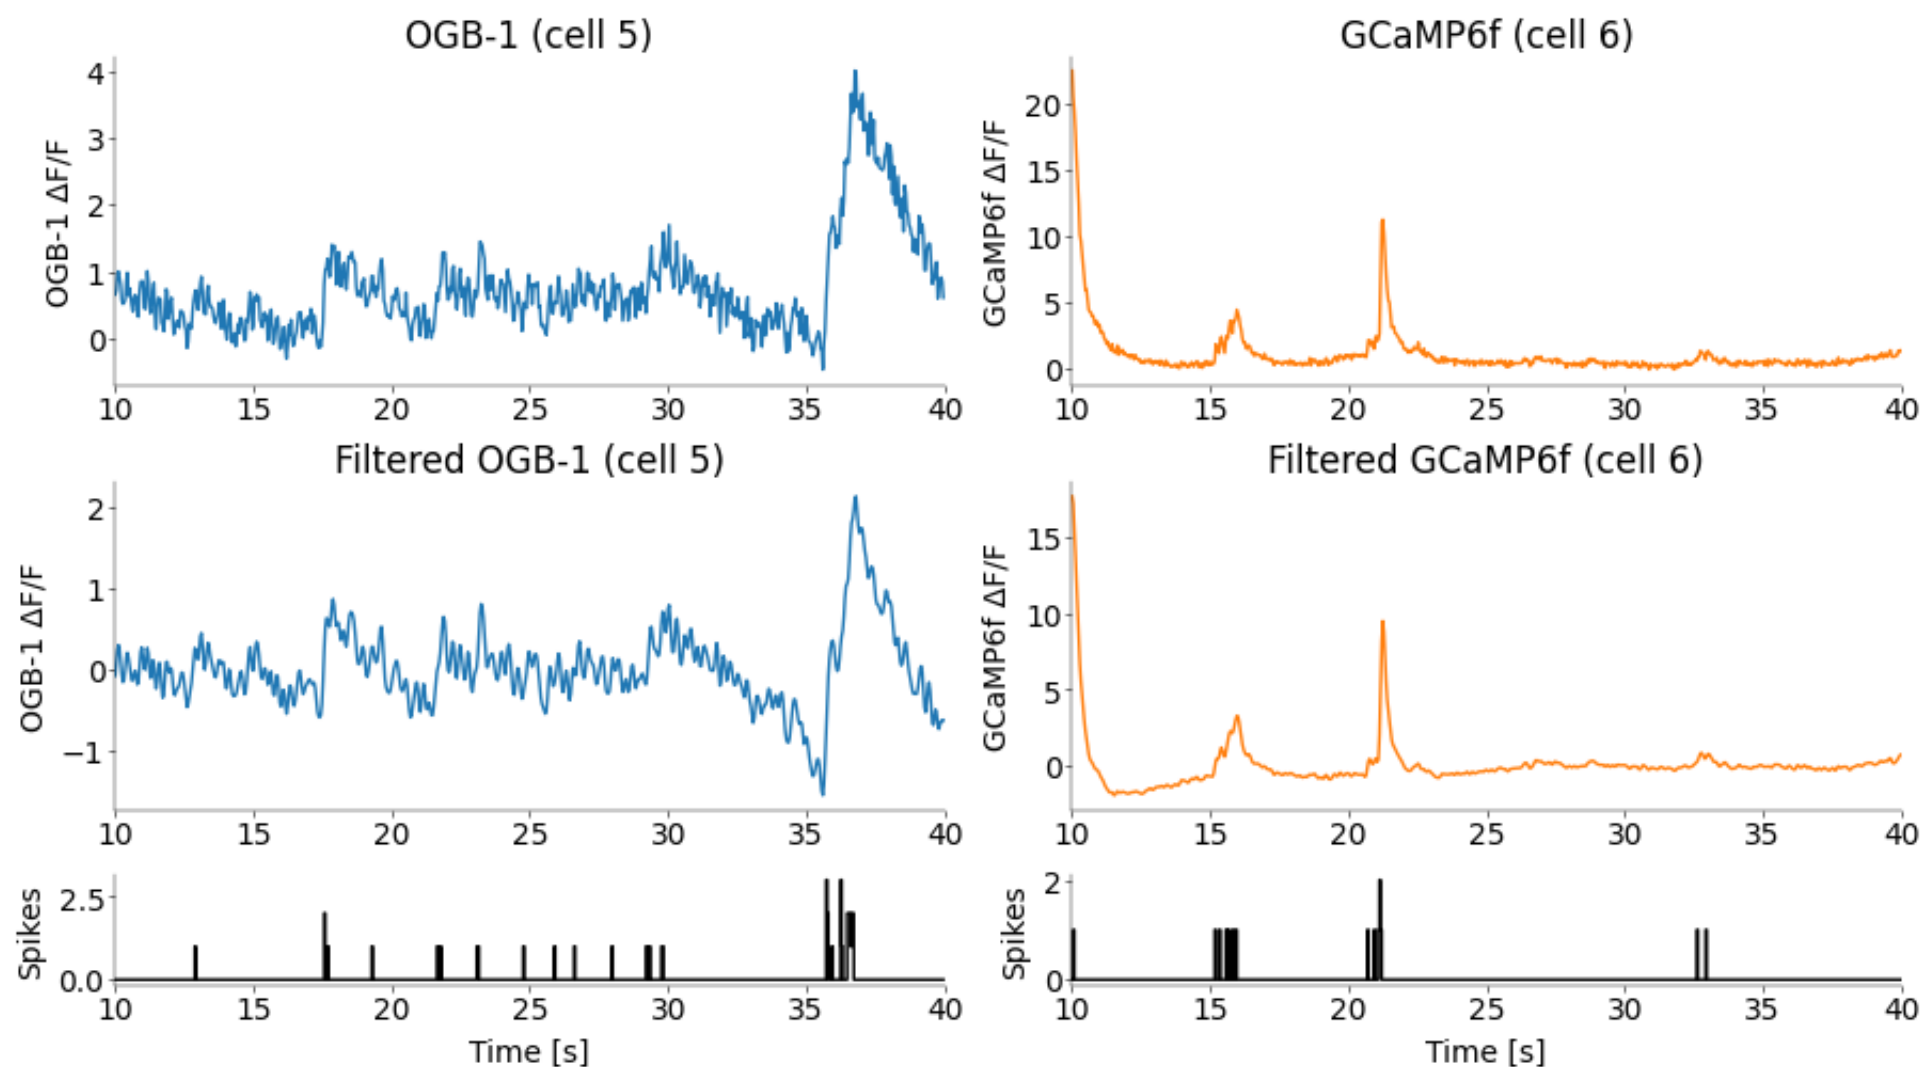 OGB-1 (cell 5)
OGB-1 ΔF/F
4
3
2
1
0
10 15 20 25 30 35 40
GCaMP6f (cell 6)
GCaMP6f ΔF/F
20
15
10
5
0
10 15 20 25 30 35 40
Filtered OGB-1 (cell 5)
OGB-1 ΔF/F
2
1
0
−1
10 15 20 25 30 35 40
Filtered GCaMP6f (cell 6)
GCaMP6f ΔF/F
15
10
5
0
10 15 20 25 30 35 40
Spikes
2.5
0.0
10 15 20 25 30 35 40
Time [s]
Spikes
2
0
10 15 20 25 30 35 40
Time [s]